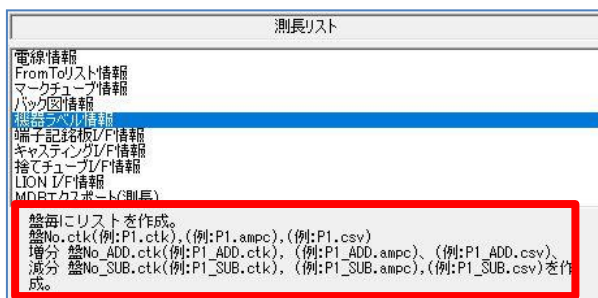 測長リスト
電線情報
FromToリスト情報
マークチューブ情報
バック図情報
機器ラベル情報
端子記銘板I/F情報
キャスティングI/F情報
捨てチューブI/F情報
LION I/F情報
MDBTクスポート(測長)
盤毎にリストを作成。
盤No.ctk(例:P1.ctk),(例:P1.ampc),(例:P1.csv)
増分 盤No_ADD.ctk(例:P1_ADD.ctk), (例:P1_ADD.ampc)、(例:P1_ADD.csv)、
減分 盤No_SUB.ctk(例:P1_SUB.ctk), (例:P1_SUB.ampc),(例:P1_SUB.csv)を作
成。